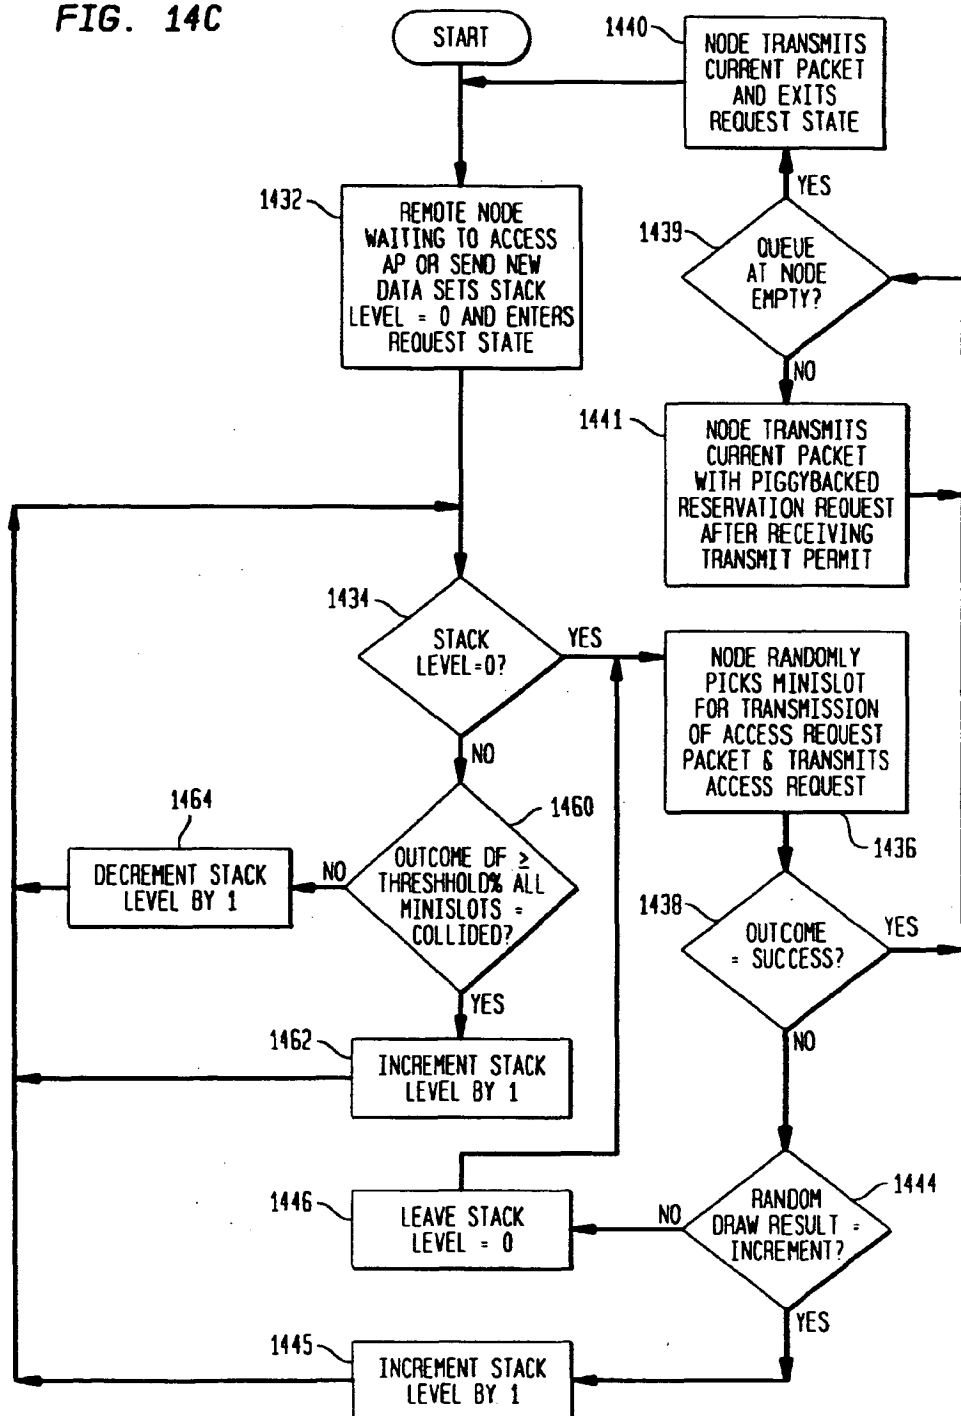 FIG. 14C
START
1440
NODE TRANSMITS
CURRENT PACKET
AND EXITS
REQUEST STATE
YES
1432
REMOTE NODE
WAITING TO ACCESS
AP OR SEND NEW
DATA SETS STACK
LEVEL = 0 AND ENTERS
REQUEST STATE
1439
QUEUE
AT NODE
EMPTY?
NO
1441
NODE TRANSMITS
CURRENT PACKET
WITH PIGGYBACKED
RESERVATION REQUEST
AFTER RECEIVING
TRANSMIT PERMIT
1434
STACK
LEVEL=0?
YES
NODE RANDOMLY
PICKS MINISLOT
FOR TRANSMISSION
OF ACCESS REQUEST
PACKET & TRANSMITS
ACCESS REQUEST
1436
NO
1460
OUTCOME OF ≥
THRESHHOLD% ALL
MINISLOTS =
COLLIDED?
NO
1464
DECREMENT STACK
LEVEL BY 1
YES
1438
OUTCOME
= SUCCESS?
YES
NO
1462
INCREMENT STACK
LEVEL BY 1
1444
RANDOM
DRAW RESULT =
INCREMENT?
NO
1446
LEAVE STACK
LEVEL = 0
YES
1445
INCREMENT STACK
LEVEL BY 1